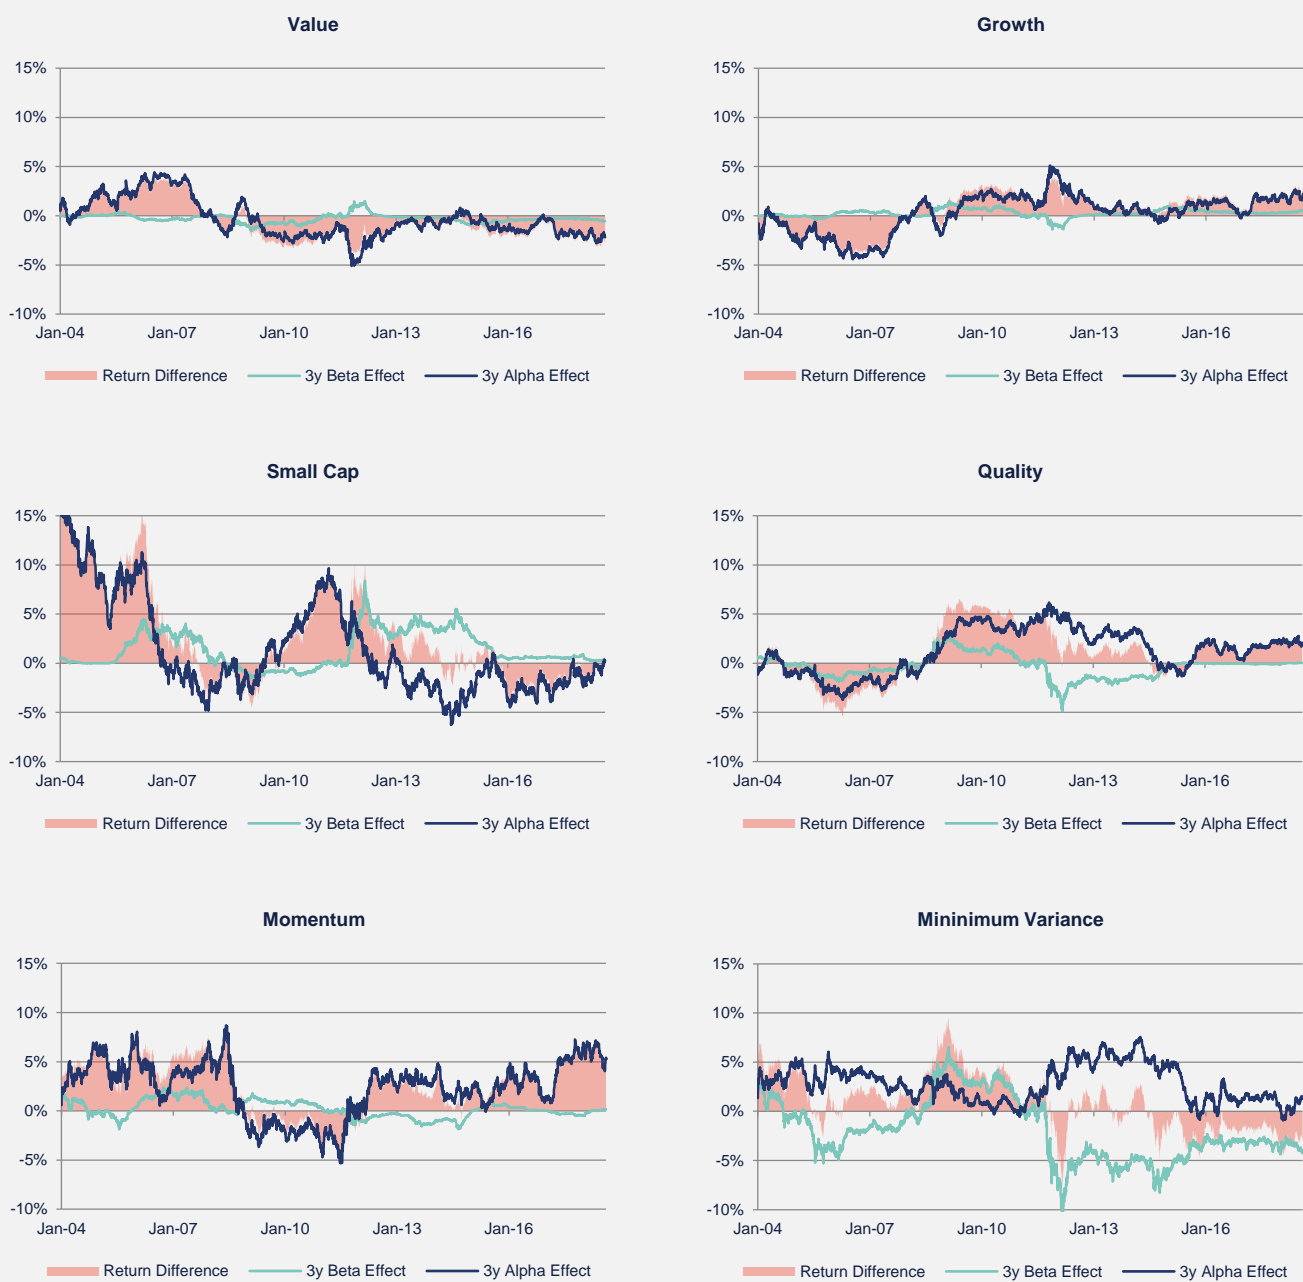 Value
15%
10%
5%
0%
-5%
-10%
Jan-04 Jan-07 Jan-10 Jan-13 Jan-16
Return Difference 3y Beta Effect 3y Alpha Effect
Growth
15%
10%
5%
0%
-5%
-10%
Jan-04 Jan-07 Jan-10 Jan-13 Jan-16
Return Difference 3y Beta Effect 3y Alpha Effect
Small Cap
15%
10%
5%
0%
-5%
-10%
Jan-04 Jan-07 Jan-10 Jan-13 Jan-16
Return Difference 3y Beta Effect 3y Alpha Effect
Quality
15%
10%
5%
0%
-5%
-10%
Jan-04 Jan-07 Jan-10 Jan-13 Jan-16
Return Difference 3y Beta Effect 3y Alpha Effect
Momentum
15%
10%
5%
0%
-5%
-10%
Jan-04 Jan-07 Jan-10 Jan-13 Jan-16
Return Difference 3y Beta Effect 3y Alpha Effect
Mininimum Variance
15%
10%
5%
0%
-5%
-10%
Jan-04 Jan-07 Jan-10 Jan-13 Jan-16
Return Difference 3y Beta Effect 3y Alpha Effect